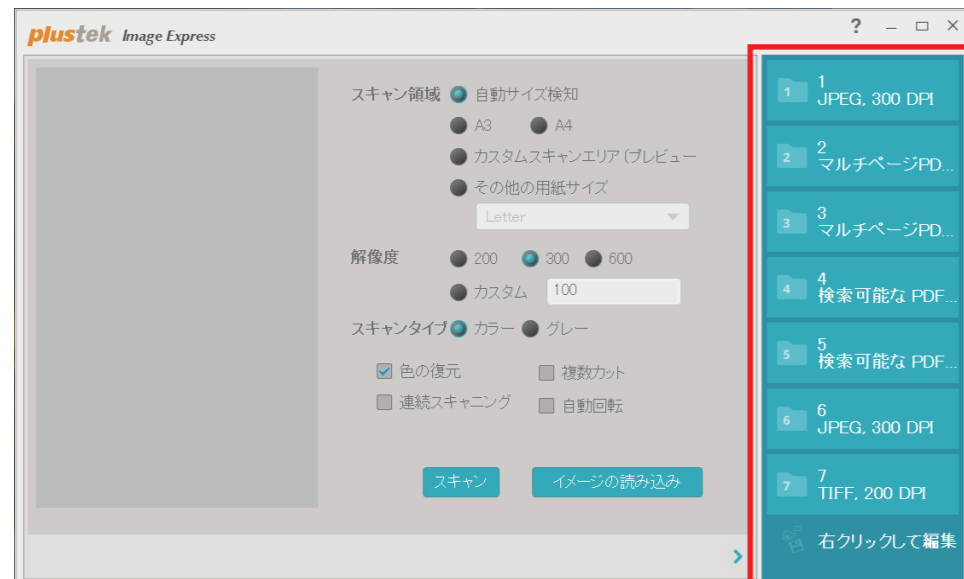 plustek Image Express
?
スキャン領域 自動サイズ検知
A3 A4
カスタムスキャンエリア(プレビュー
その他の用紙サイズ
Letter
解像度 200 300 600
カスタム 100
スキャンタイプ カラー グレー
色の復元 複数カット
連続スキャニング 自動回転
スキャン イメージの読み込み
1
1
JPEG, 300 DPI
2
2
マルチページPD...
3
3
マルチページPD...
4
4
検索可能な PDF...
5
5
検索可能な PDF...
6
6
JPEG, 300 DPI
7
7
TIFF, 200 DPI
右クリックして編集